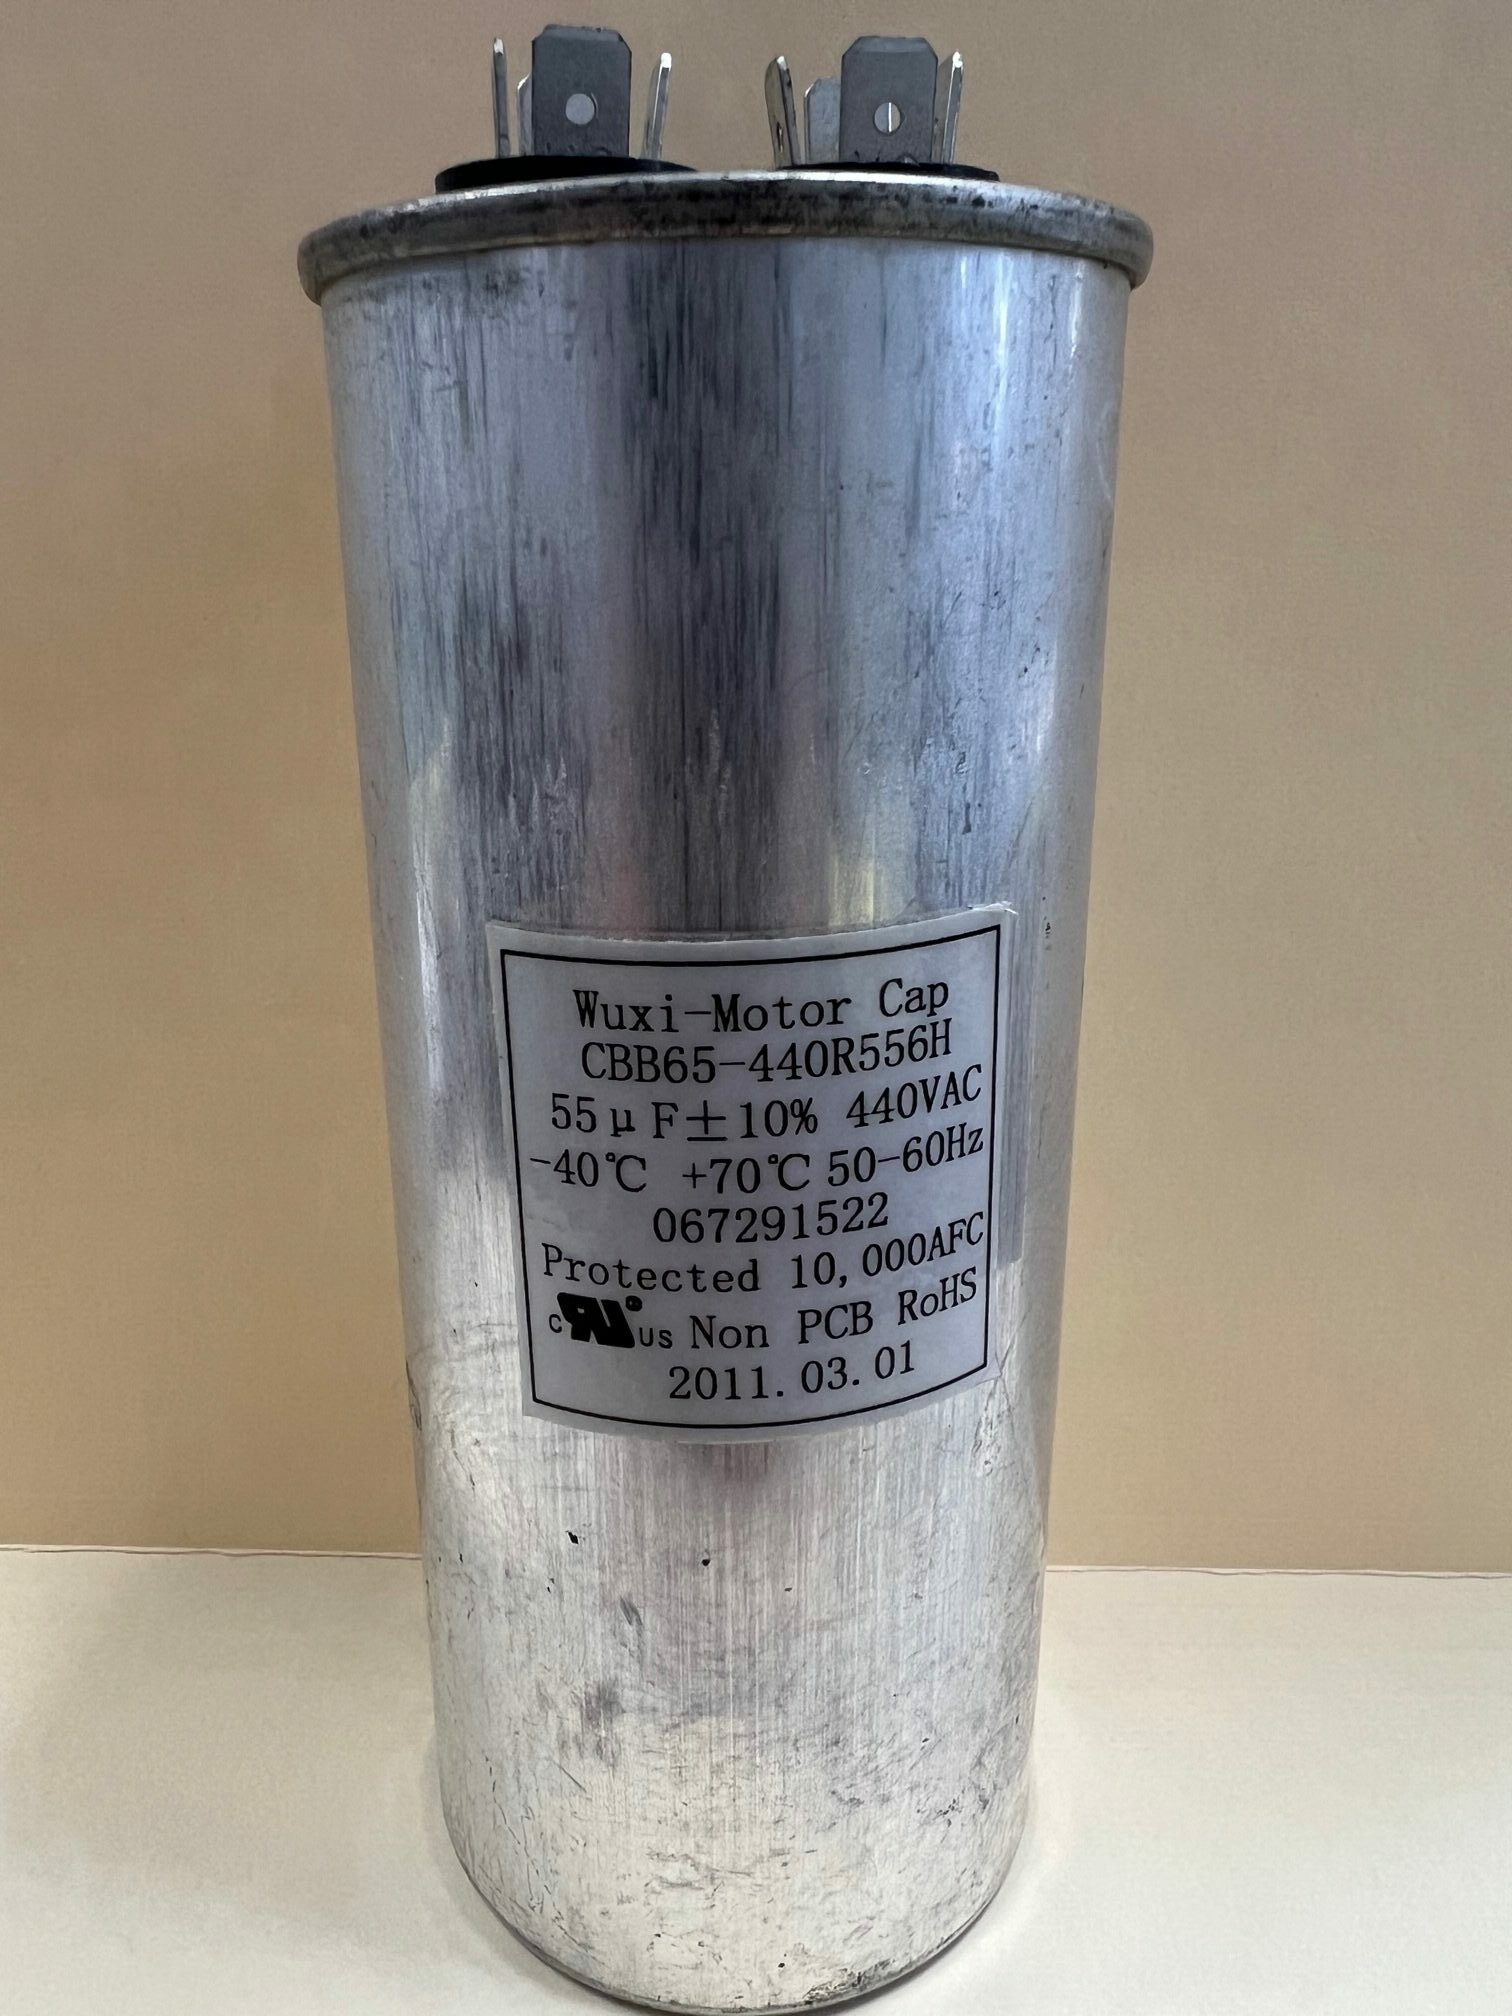 Wuxi-Motor Cap
CBB65-440R556H
55μF±10% 440VAC
-40℃ +70℃ 50-60Hz
067291522
Protected 10,000AFC
c RU® US Non PCB RoHS
2011.03.01